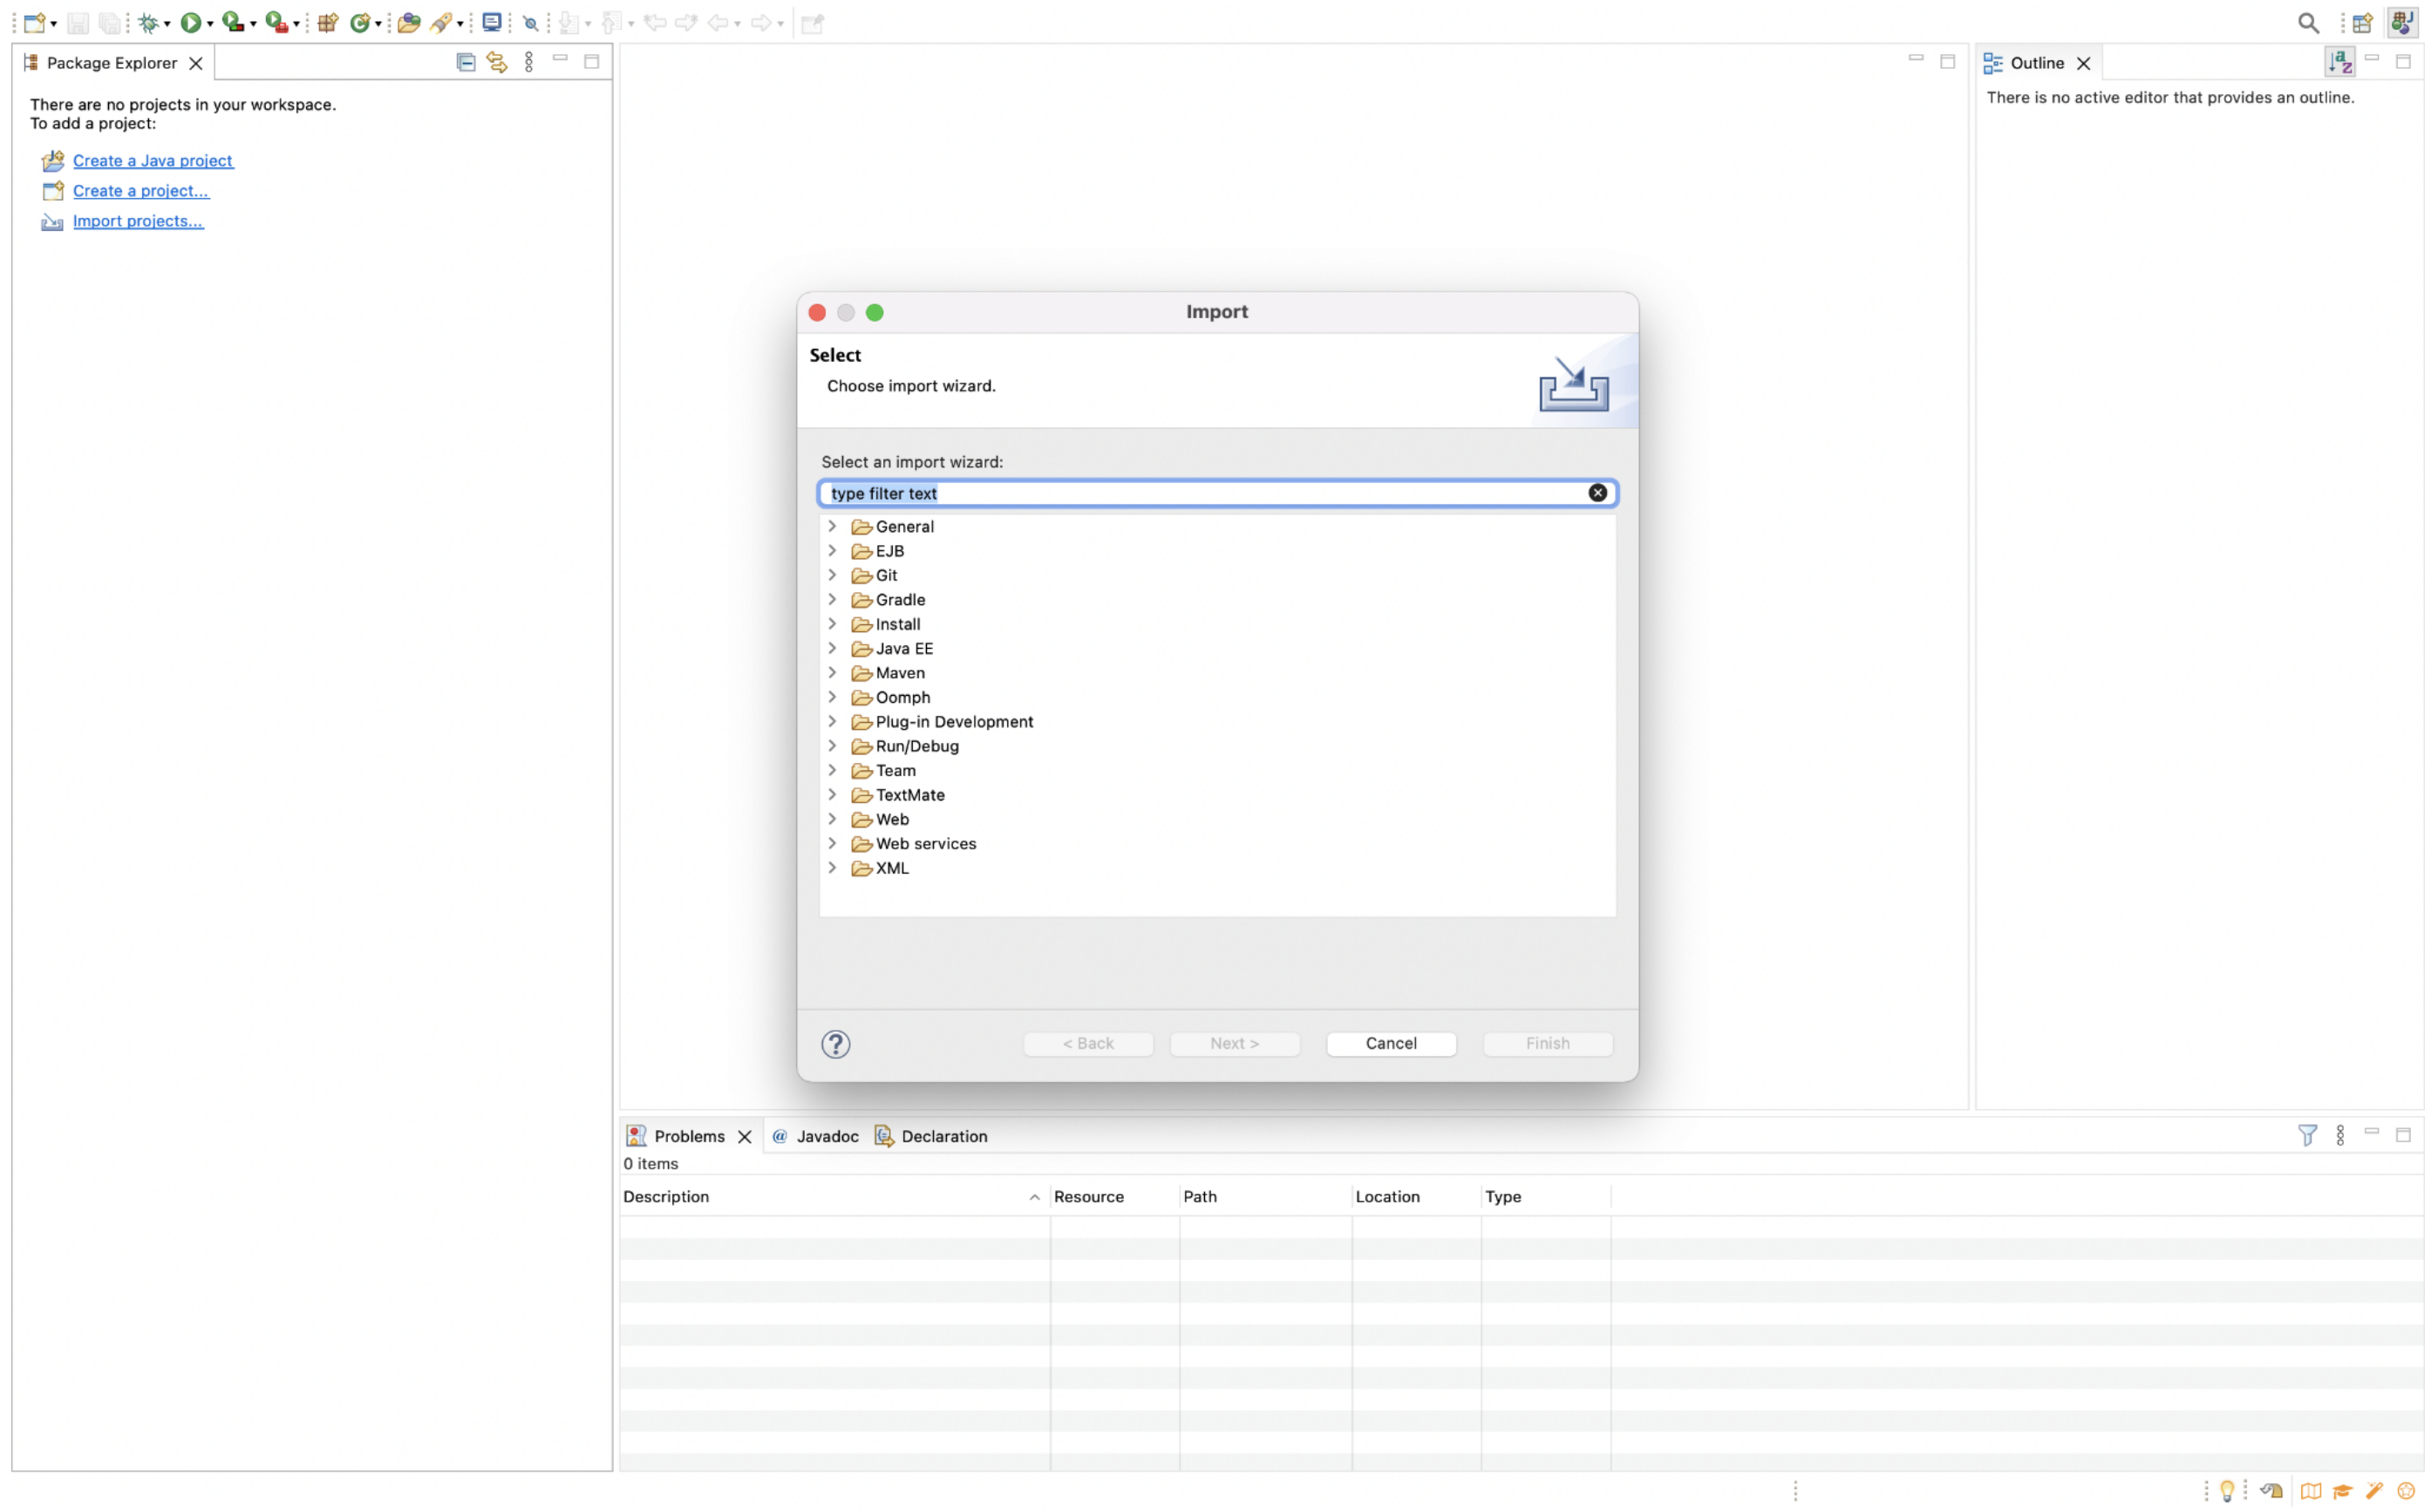 Package Explorer
There are no projects in your workspace.
To add a project:
Create a Java project
Create a project...
Import projects...
Outline
There is no active editor that provides an outline.
Import
Select
Choose import wizard.
Select an import wizard:
type filter text
General
EJB
Git
Gradle
Install
Java EE
Maven
Oomph
Plug-in Development
Run/Debug
Team
TextMate
Web
Web services
XML
? < Back Next > Cancel Finish
Problems @ Javadoc Declaration
0 items
Description Resource Path Location Type